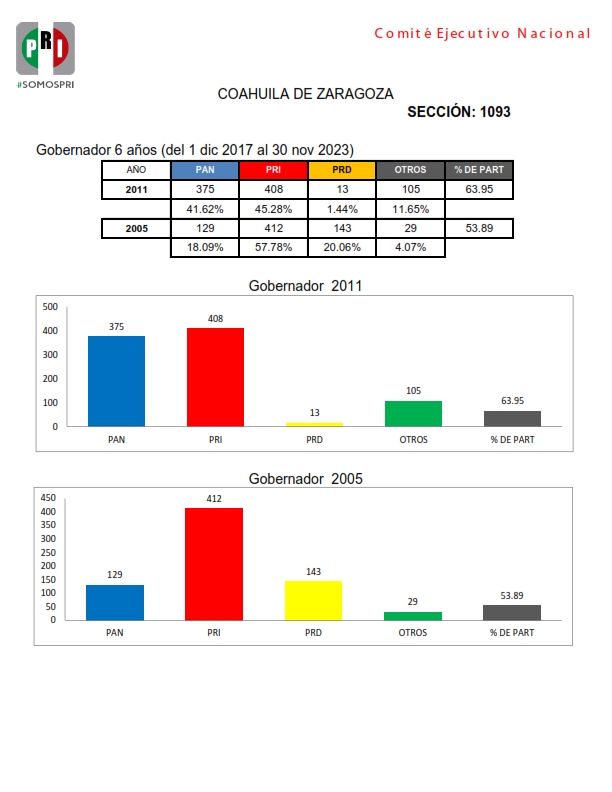 PRI
#SOMOSPRI
Comité Ejecutivo Nacional
COAHUILA DE ZARAGOZA
SECCIÓN: 1093
Gobernador 6 años (del 1 dic 2017 al 30 nov 2023)
AÑO PAN PRI PRD OTROS % DE PART
2011 375 408 13 105 63.95
41.62% 45.28% 1.44% 11.65%
2005 129 412 143 29 53.89
18.09% 57.78% 20.06% 4.07%
Gobernador 2011
500
400
300
200
100
0
375
408
13
105
63.95
PAN PRI PRD OTROS % DE PART
Gobernador 2005
450
400
350
300
250
200
150
100
50
0
129
412
143
29
53.89
PAN PRI PRD OTROS % DE PART